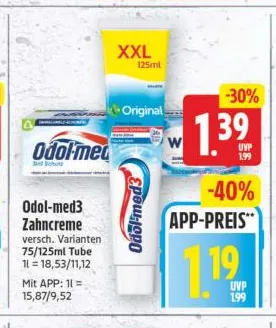 XXL
125ml
Original
Odol-med
W
Odol-med3
-30%
1.39
UVP
1.99
-40%
APP-PREIS**
1.19
UVP
1.99
Odol-med3
Zahncreme
versch. Varianten
75/125ml Tube
1l = 18,53/11,12
Mit APP: 1l =
15,87/9,52